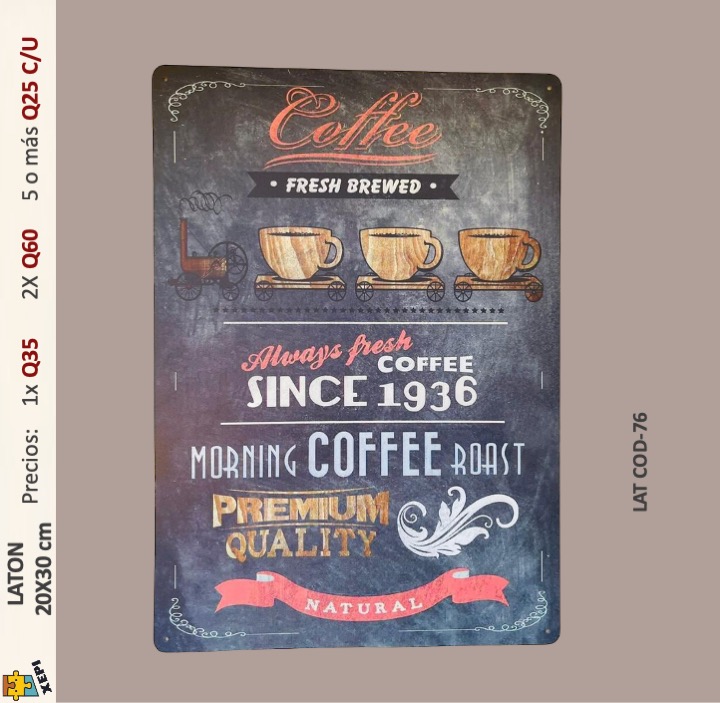 LATON
20X30 cm
Precios: 1x Q35 2X Q60 5 o más Q25 C/U
XEPI
Coffee
• FRESH BREWED •
Always fresh
COFFEE
SINCE 1936
MORNING COFFEE ROAST
PREMIUM
QUALITY
NATURAL
LAT COD-76